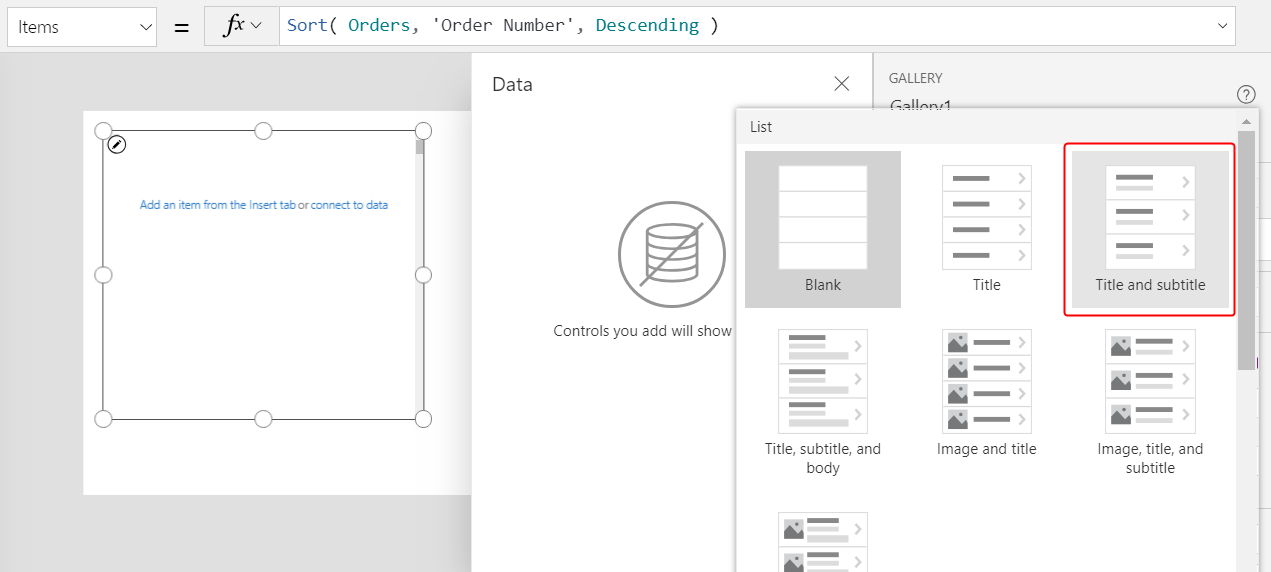 Items
=
fx
Sort( Orders, 'Order Number', Descending )
Data
GALLERY
Gallery1
?
List
Add an item from the Insert tab or connect to data
Controls you add will show
Blank
Title
Title and subtitle
Title, subtitle, and
body
Image and title
Image, title, and
subtitle